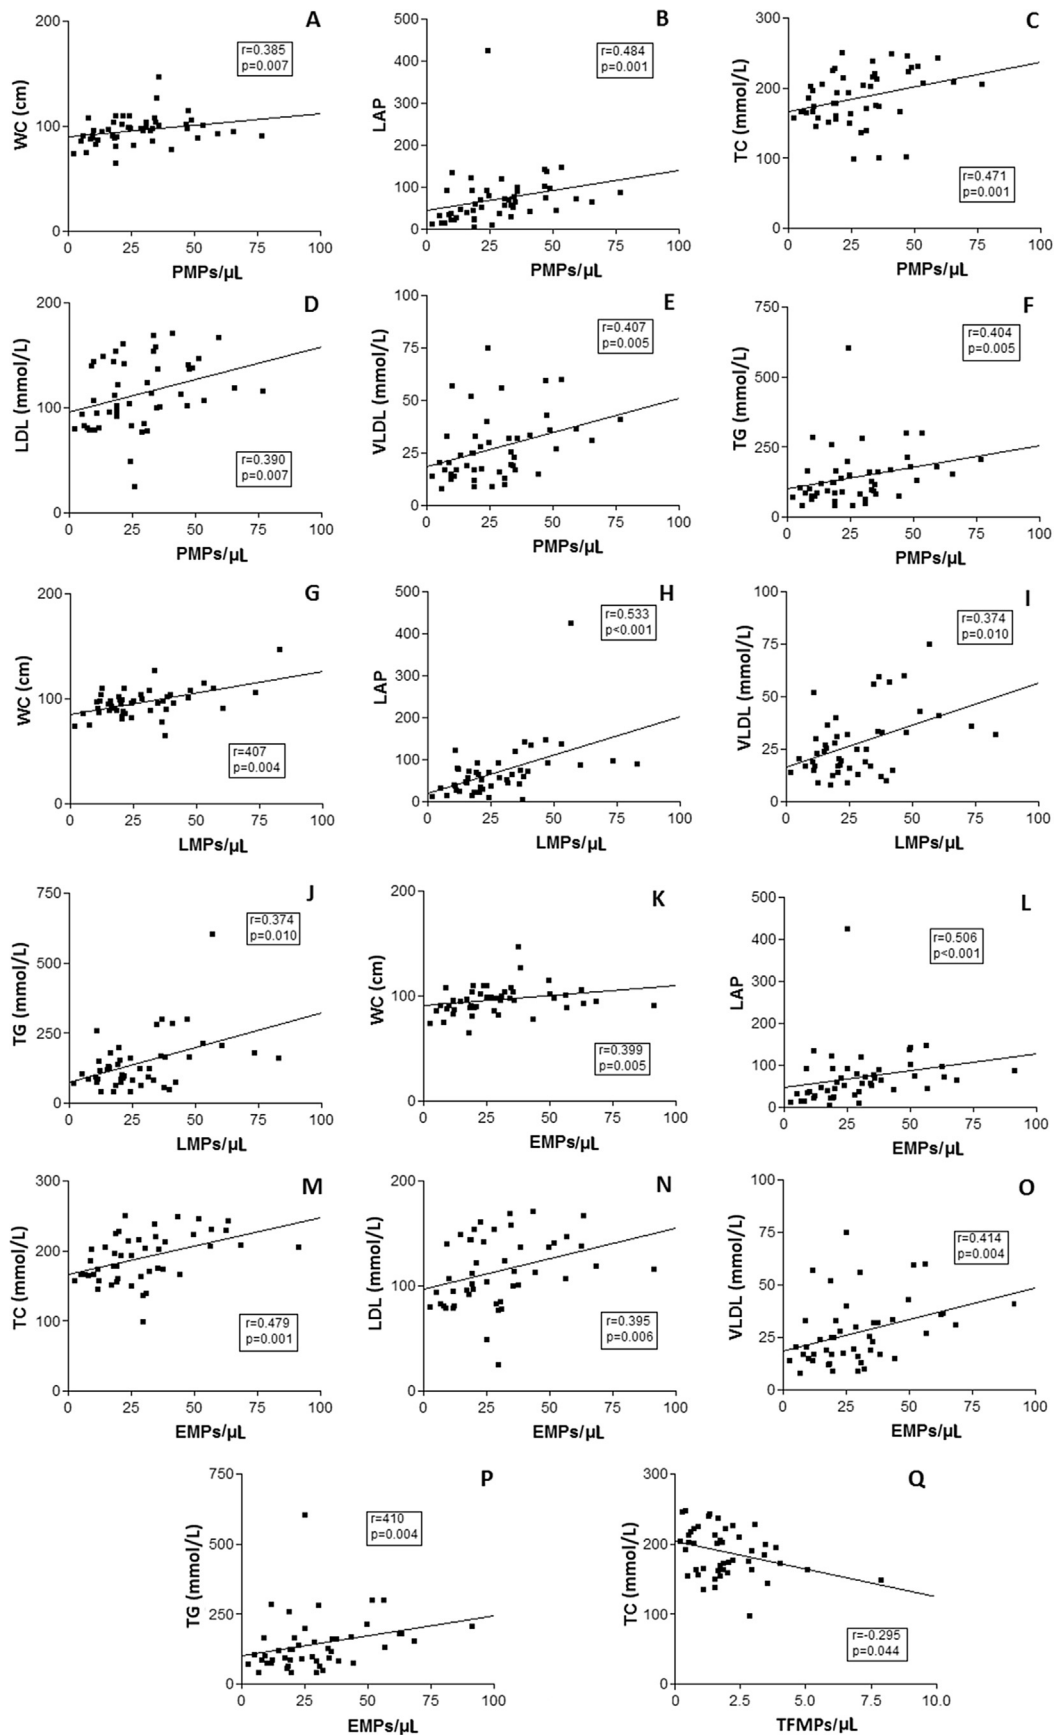 A
WC (cm)
200
100
0
r=0.385
p=0.007
0 25 50 75 100
PMPs/µL
B
LAP
500
400
300
200
100
0
r=0.484
p=0.001
0 25 50 75 100
PMPs/µL
C
TC (mmol/L)
300
200
100
0
r=0.471
p=0.001
0 25 50 75 100
PMPs/µL
D
LDL (mmol/L)
200
100
0
r=0.390
p=0.007
0 25 50 75 100
PMPs/µL
E
VLDL (mmol/L)
100
75
50
25
0
r=0.407
p=0.005
0 25 50 75 100
PMPs/µL
F
TG (mmol/L)
750
500
250
0
r=0.404
p=0.005
0 25 50 75 100
PMPs/µL
G
WC (cm)
200
100
0
r=407
p=0.004
0 25 50 75 100
LMPs/µL
H
LAP
500
400
300
200
100
0
r=0.533
p<0.001
0 25 50 75 100
LMPs/µL
I
VLDL (mmol/L)
100
75
50
25
0
r=0.374
p=0.010
0 25 50 75 100
LMPs/µL
J
TG (mmol/L)
750
500
250
0
r=0.374
p=0.010
0 25 50 75 100
LMPs/µL
K
WC (cm)
200
100
0
r=0.399
p=0.005
0 25 50 75 100
EMPs/µL
L
LAP
500
400
300
200
100
0
r=0.506
p<0.001
0 25 50 75 100
EMPs/µL
M
TC (mmol/L)
300
200
100
0
r=0.479
p=0.001
0 25 50 75 100
EMPs/µL
N
LDL (mmol/L)
200
100
0
r=0.395
p=0.006
0 25 50 75 100
EMPs/µL
O
VLDL (mmol/L)
100
75
50
25
0
r=0.414
p=0.004
0 25 50 75 100
EMPs/µL
P
TG (mmol/L)
750
500
250
0
r=410
p=0.004
0 25 50 75 100
EMPs/µL
Q
TC (mmol/L)
300
200
100
0
r=-0.295
p=0.044
0 2.5 5.0 7.5 10.0
TFMPs/µL